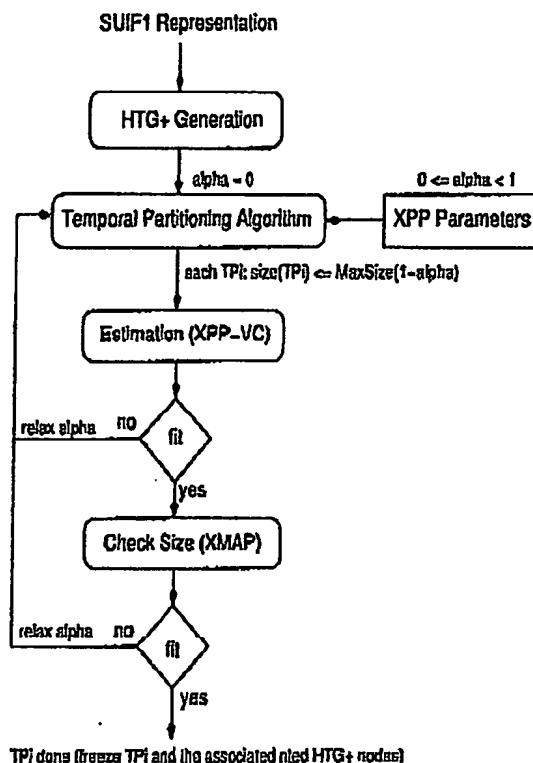 SUIF1 Representation
HTG+ Generation
alpha = 0
0 <= alpha < 1
Temporal Partitioning Algorithm
XPP Parameters
each TPi: size(TPi) <= MaxSize(1-alpha)
Estimation (XPP-VC)
relax alpha
no
fit
yes
Check Size (XMAP)
relax alpha
no
fit
yes
TPi done (freeze TPi and the associated HTG+ nodes)